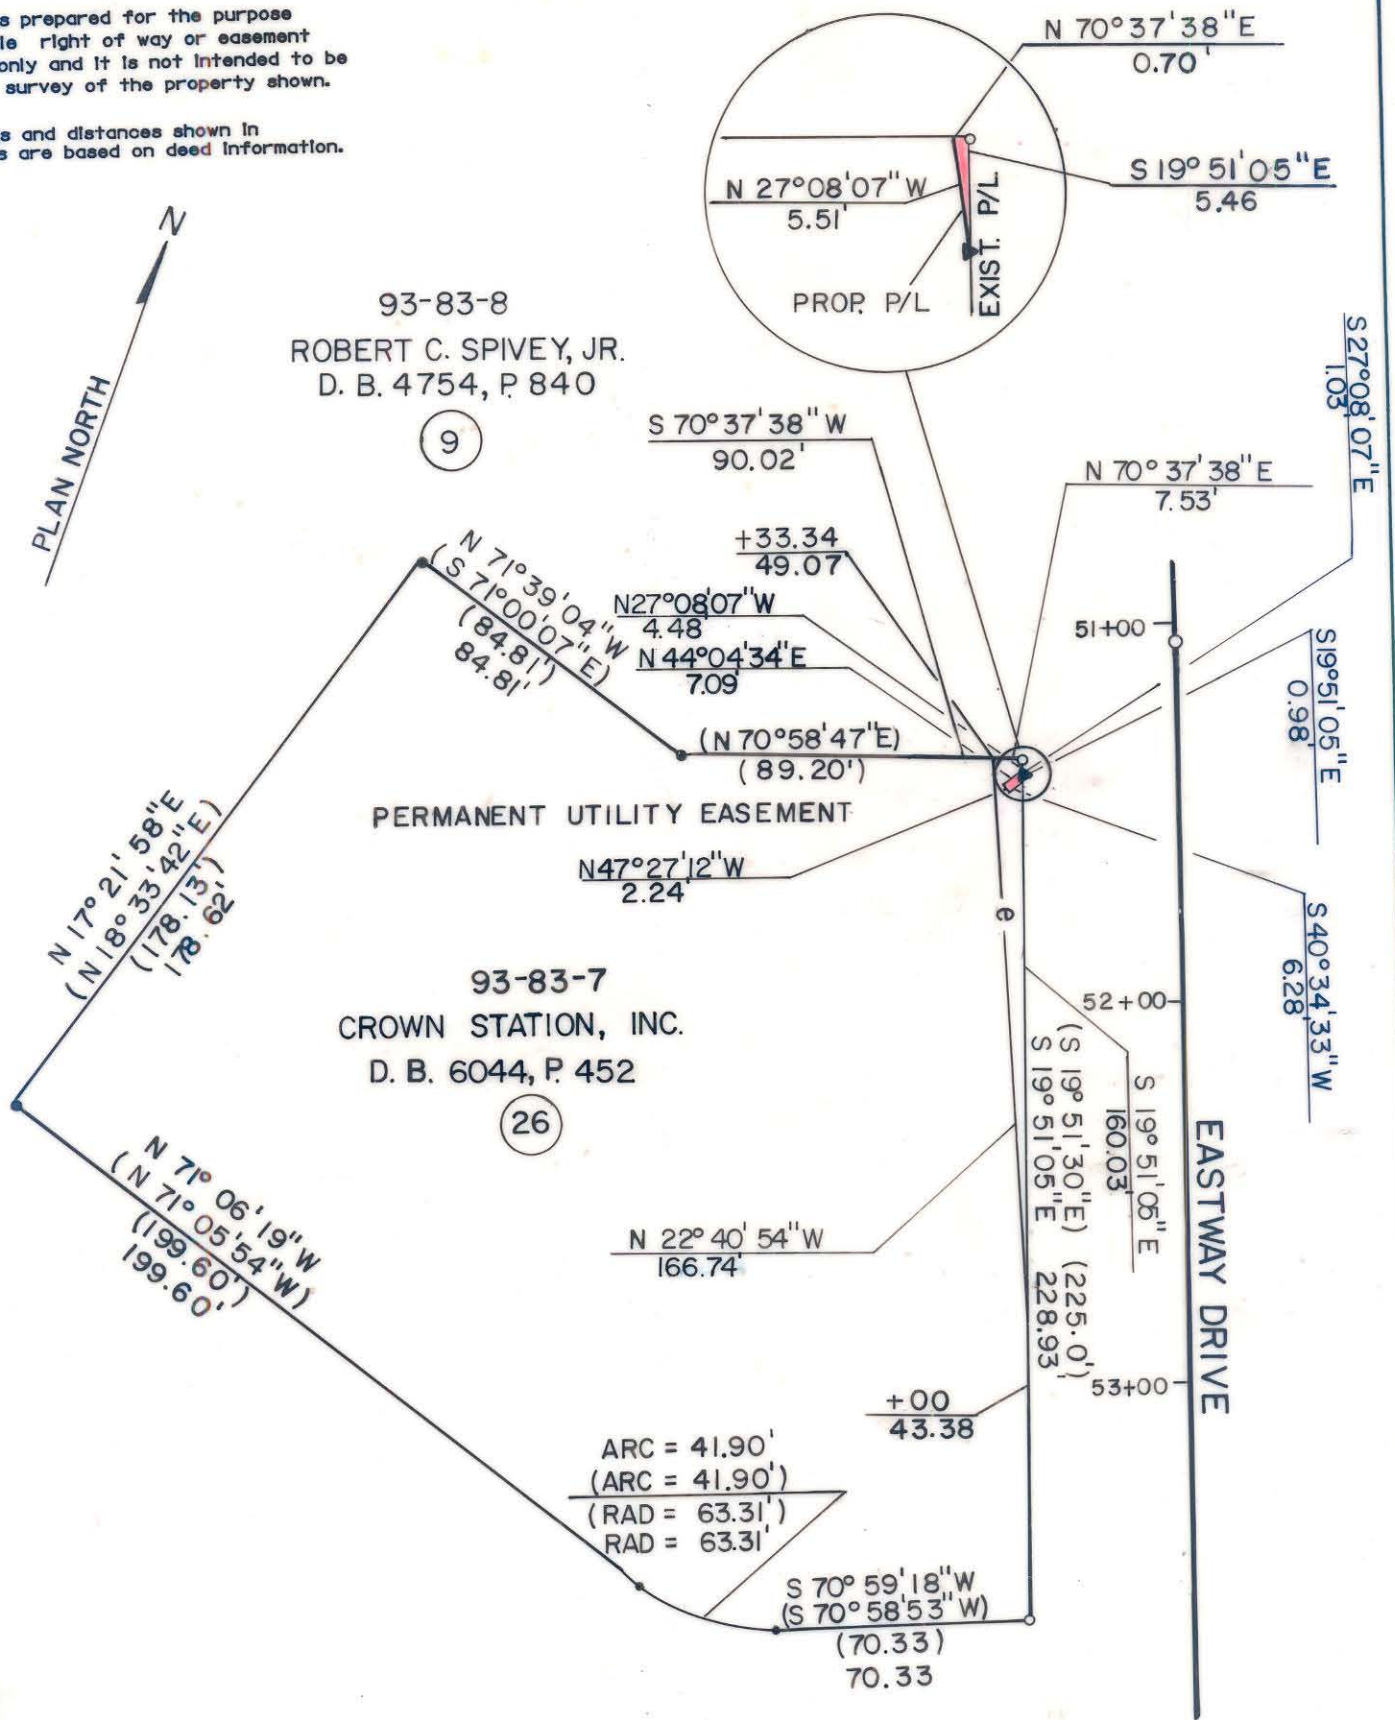 s prepared for the purpose
le right of way or easement
only and it is not intended to be
survey of the property shown.
s and distances shown in
s are based on deed information.
N
PLAN NORTH
N 70°37'38"E
0.70'
S 19°51'05"E
5.46
N 27°08'07"W
5.51'
PROP. P/L
EXIST. P/L
93-83-8
ROBERT C. SPIVEY, JR.
D. B. 4754, P. 840
9
S 70°37'38"W
90.02'
N 70°37'38"E
7.53'
S27°08'07"E
1.03'
+33.34
49.07
N27°08'07"W
4.48'
N 44°04'34"E
7.09'
N 71°39'04"W
(S 71°00'07"E)
(84.81')
84.81'
(N 70°58'47"E)
(89.20')
51+00
S19°51'05"E
0.98'
PERMANENT UTILITY EASEMENT
N47°27'12"W
2.24'
e
S40°34'33"W
6.28'
N 17°21'58"E
(N 18°33'42"E)
(178.13')
178.62'
93-83-7
CROWN STATION, INC.
D. B. 6044, P. 452
26
52+00
S 19°51'05"E
160.03'
(S 19°51'30"E) (225.0')
S 19°51'05"E 228.93'
EASTWAY DRIVE
N 71°06'19"W
(N 71°05'54"W)
(199.60')
199.60'
N 22°40'54"W
166.74'
53+00
+00
43.38
ARC = 41.90'
(ARC = 41.90')
(RAD = 63.31')
RAD = 63.31'
S 70°59'18"W
(S 70°58'53"W)
(70.33)
70.33